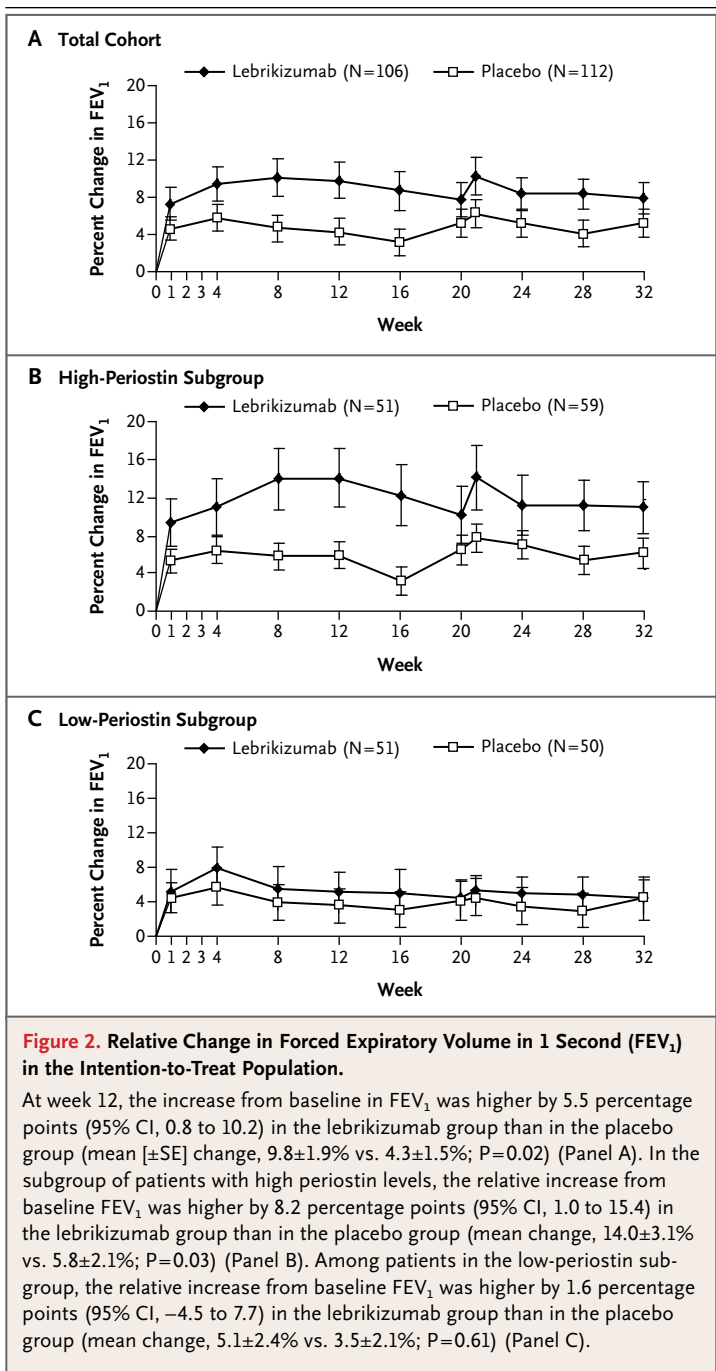 A Total Cohort
Lebrikizumab (N=106) Placebo (N=112)
Percent Change in FEV₁
20
16
12
8
4
0
0 1 2 3 4 8 12 16 20 24 28 32
Week
B High-Periostin Subgroup
Lebrikizumab (N=51) Placebo (N=59)
Percent Change in FEV₁
20
16
12
8
4
0
0 1 2 3 4 8 12 16 20 24 28 32
Week
C Low-Periostin Subgroup
Lebrikizumab (N=51) Placebo (N=50)
Percent Change in FEV₁
20
16
12
8
4
0
0 1 2 3 4 8 12 16 20 24 28 32
Week
Figure 2. Relative Change in Forced Expiratory Volume in 1 Second (FEV₁)
in the Intention-to-Treat Population.
At week 12, the increase from baseline in FEV₁ was higher by 5.5 percentage
points (95% CI, 0.8 to 10.2) in the lebrikizumab group than in the placebo
group (mean [±SE] change, 9.8±1.9% vs. 4.3±1.5%; P=0.02) (Panel A). In the
subgroup of patients with high periostin levels, the relative increase from
baseline FEV₁ was higher by 8.2 percentage points (95% CI, 1.0 to 15.4) in
the lebrikizumab group than in the placebo group (mean change, 14.0±3.1%
vs. 5.8±2.1%; P=0.03) (Panel B). Among patients in the low-periostin sub-
group, the relative increase from baseline FEV₁ was higher by 1.6 percentage
points (95% CI, −4.5 to 7.7) in the lebrikizumab group than in the placebo
group (mean change, 5.1±2.4% vs. 3.5±2.1%; P=0.61) (Panel C).